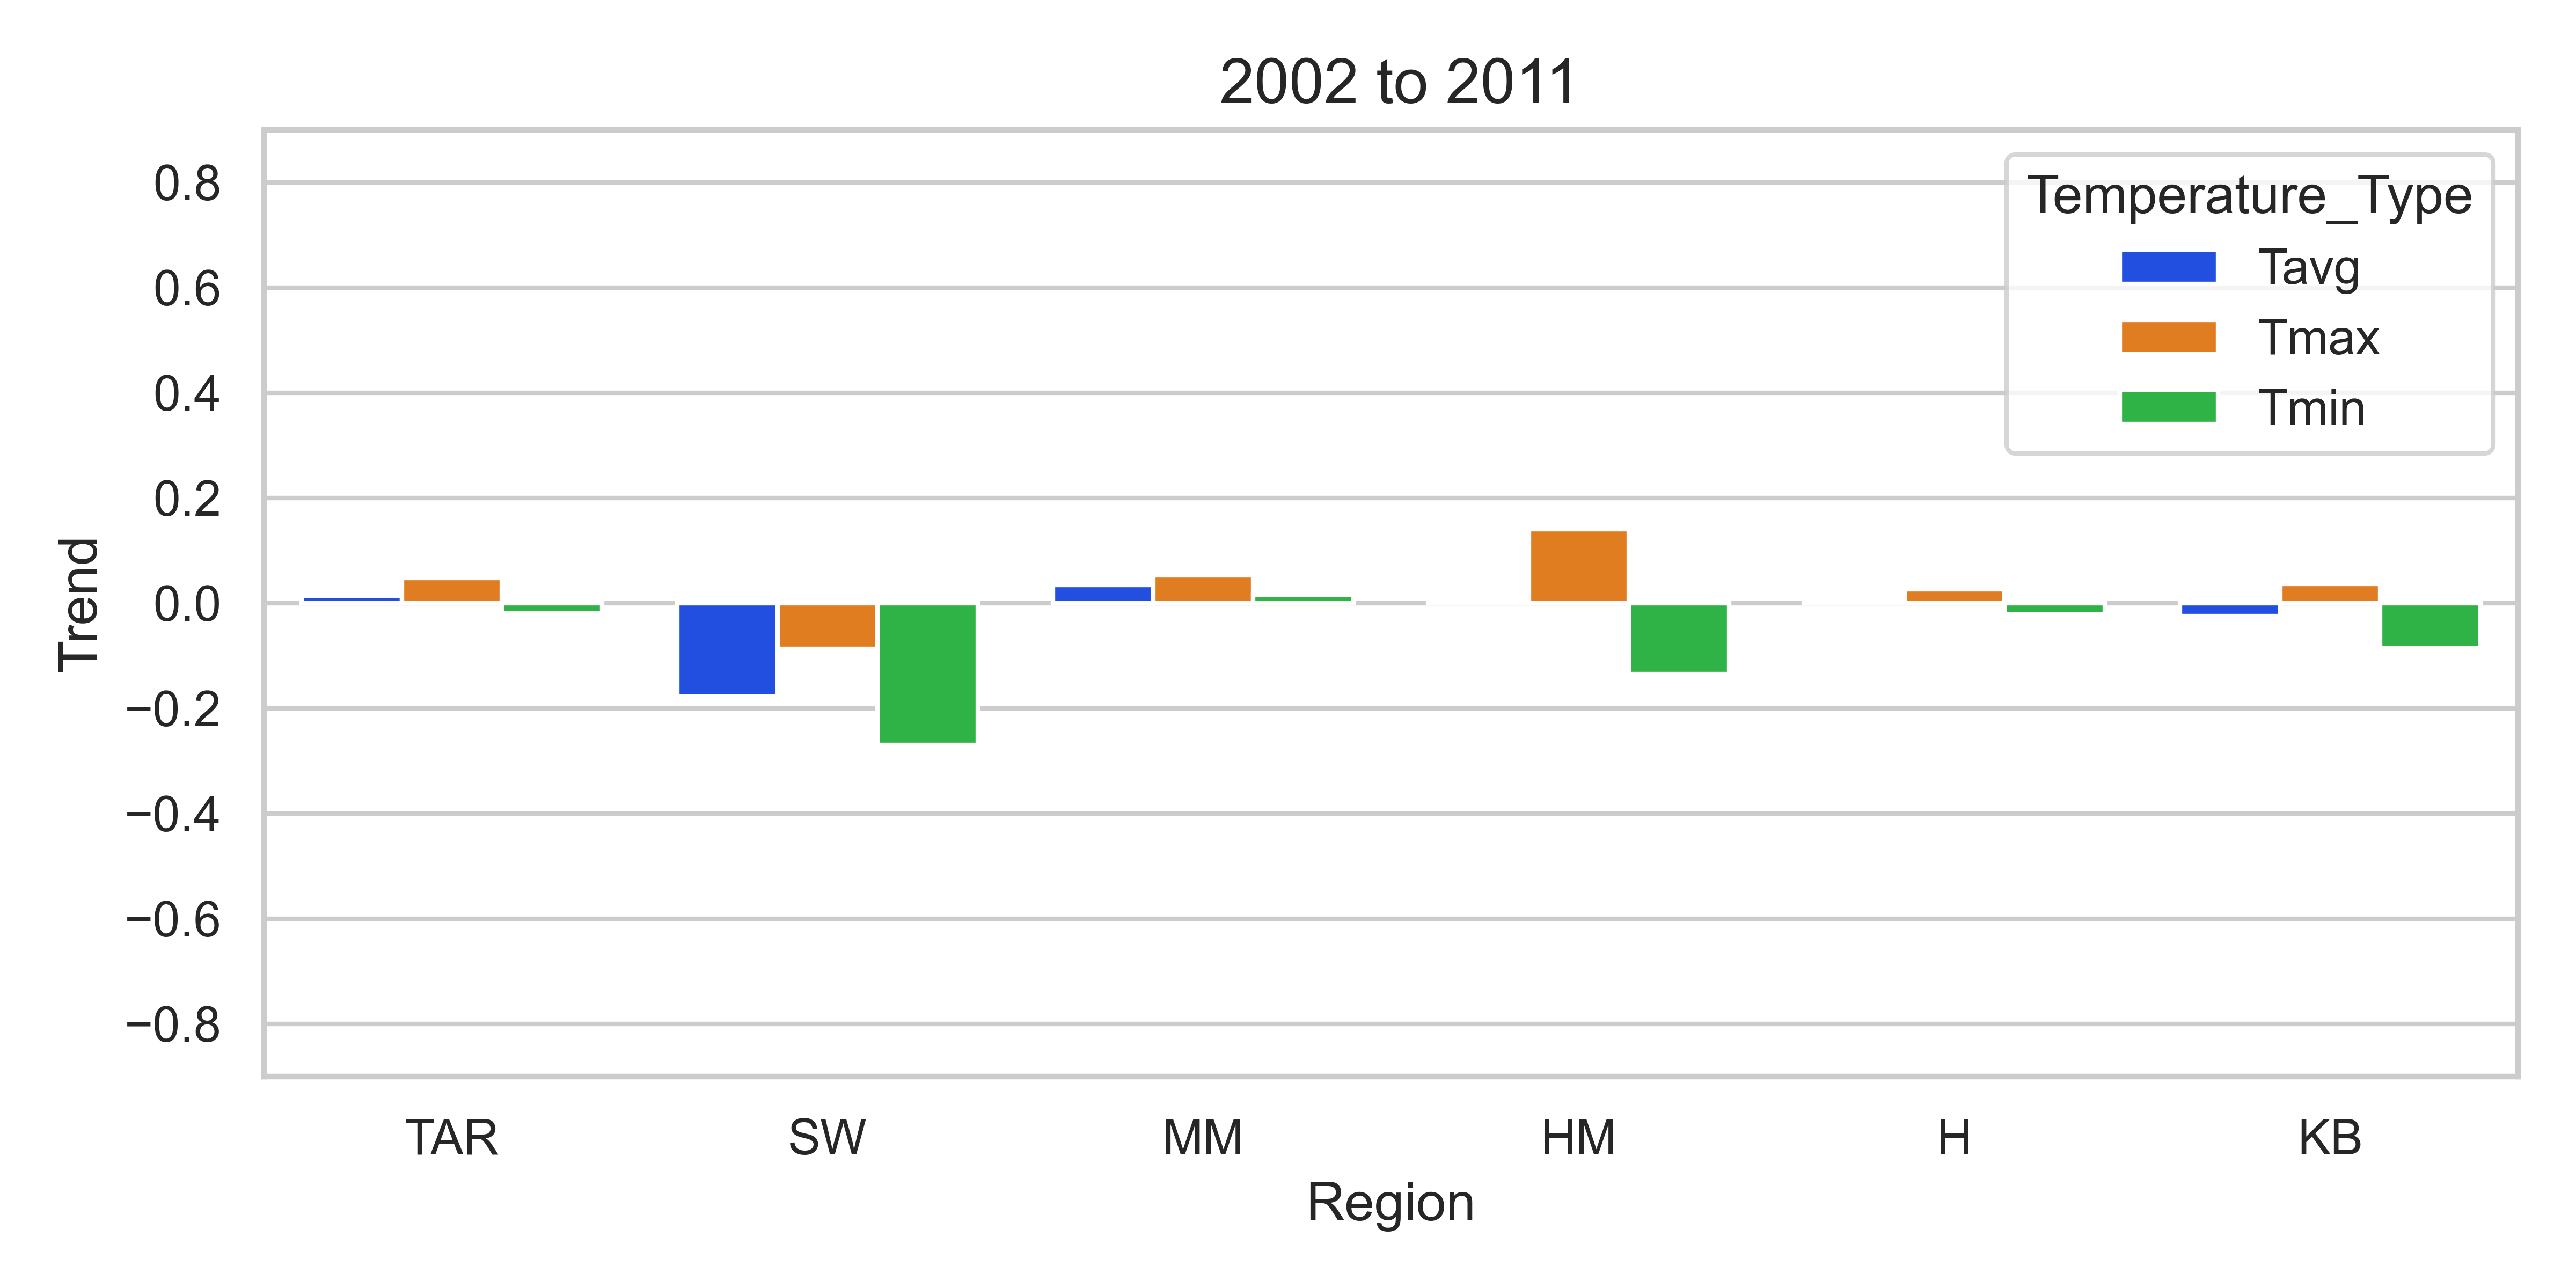 2002 to 2011
Temperature_Type
Tavg
Tmax
Tmin
0.8
0.6
0.4
0.2
0.0
−0.2
−0.4
−0.6
−0.8
Trend
TAR SW MM HM H KB
Region